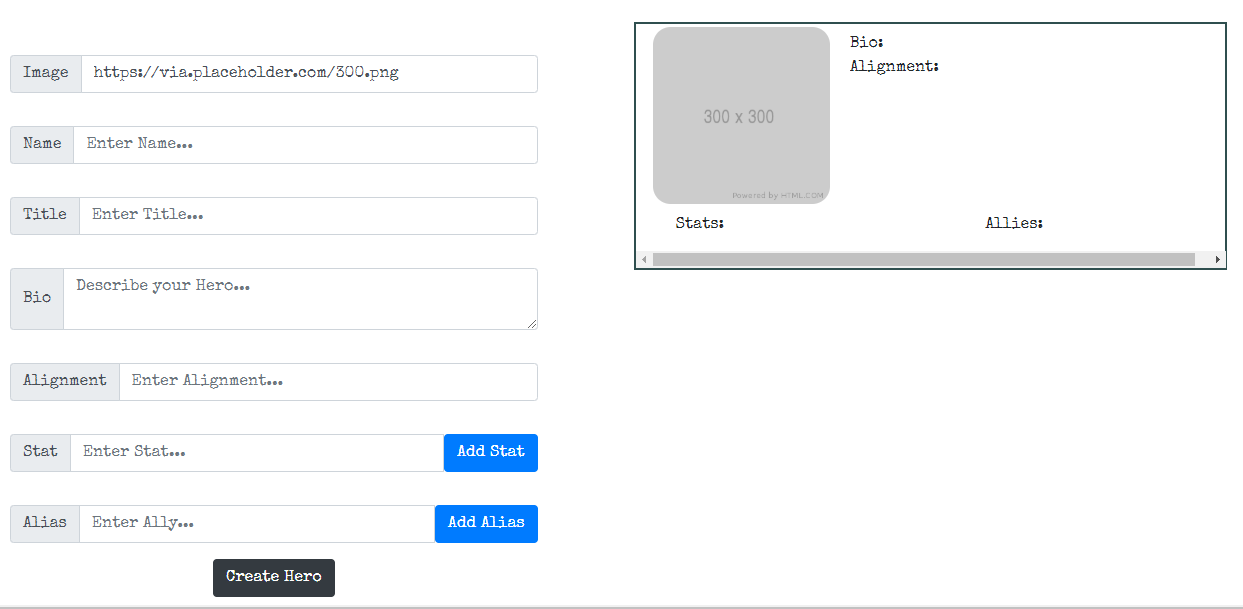 Image https://via.placeholder.com/300.png
Name Enter Name...
Title Enter Title...
Bio Describe your Hero...
Alignment Enter Alignment...
Stat Enter Stat... Add Stat
Alias Enter Ally... Add Alias
Create Hero
300 x 300
Powered by HTML.COM
Bio:
Alignment:
Stats:
Allies: